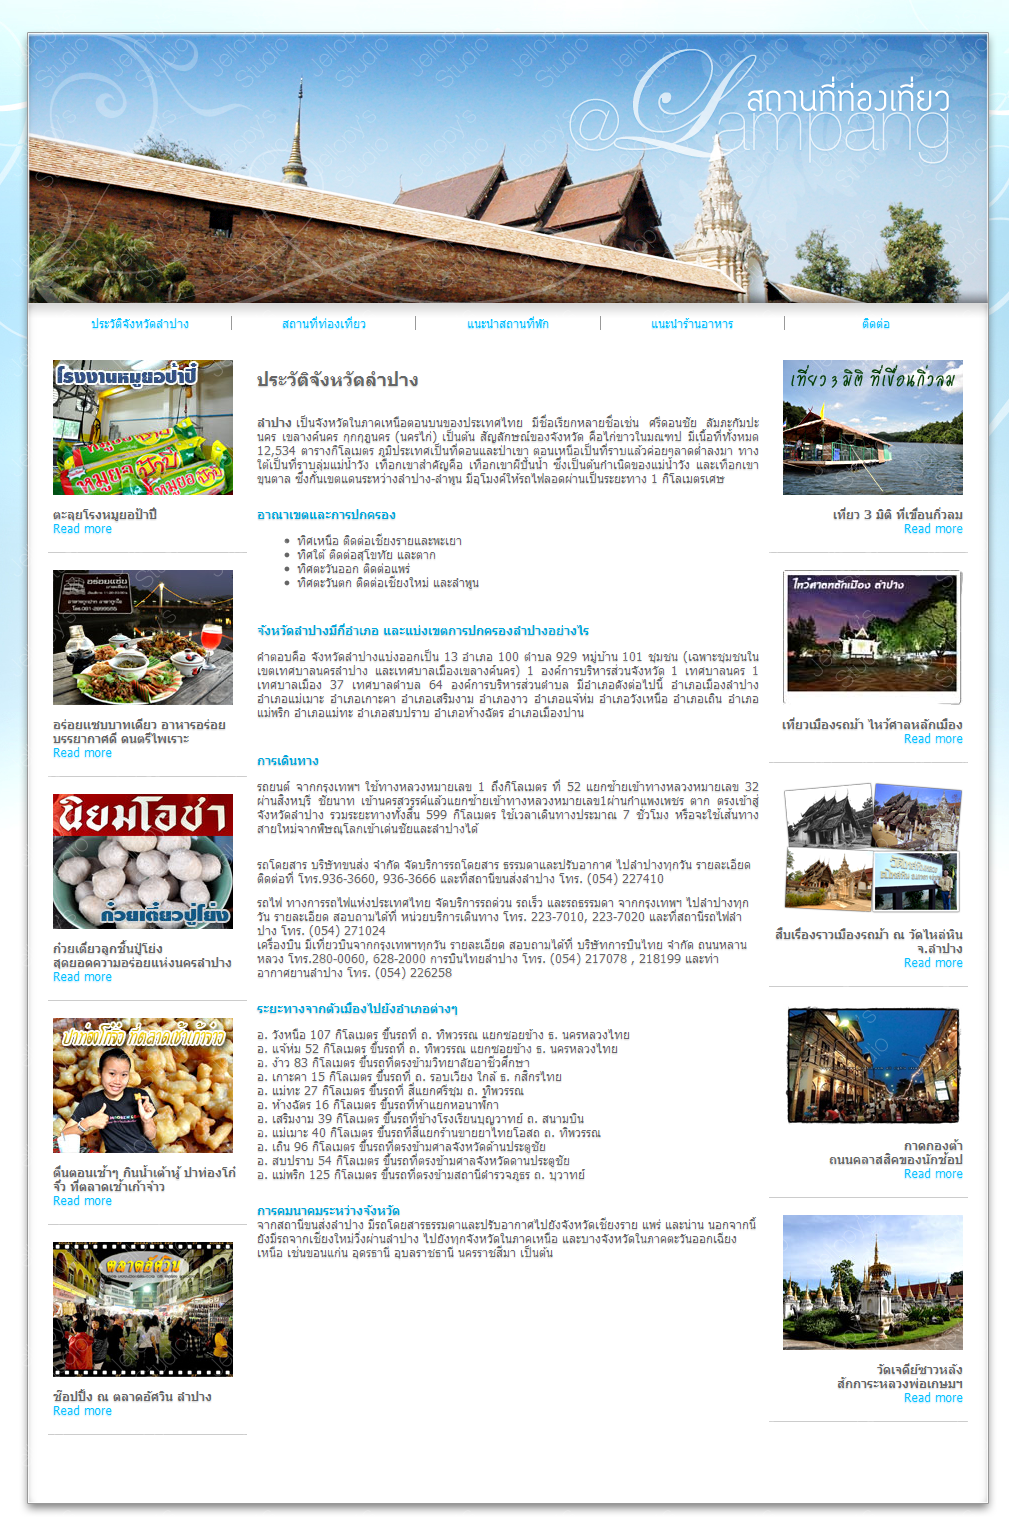 สถานที่ท่องเที่ยว
@Lampang
ประวัติจังหวัดลำปาง
สถานที่ท่องเที่ยว
แนะนำสถานที่พัก
แนะนำร้านอาหาร
ติดต่อ
โรงงานหมูยอป้าปี๋
ตะลุยโรงหมูยอป้าปี๋
Read more
อร่อยแซบบาทเดียว อาหารอร่อย
บรรยากาศดี ดนตรีไพเราะ
Read more
นิยมโอชา
ก๋วยเตี๋ยวปู่โย่ง
ก๋วยเตี๋ยวลูกชิ้นปู่โย่ง
สุดยอดความอร่อยแห่งนครลำปาง
Read more
ปาท่องโก๋จิ๋ว ที่ตลาดเช้าเก๊าจาว
ตื่นตอนเช้าๆ กินน้ำเต้าหู้ ปาท่องโก๋
จิ๋ว ที่ตลาดเช้าเก้าจ๋าว
Read more
ตลาดอัศวิน
ช๊อปปิ้ง ณ ตลาดอัศวิน ลำปาง
Read more
ประวัติจังหวัดลำปาง
ลำปาง เป็นจังหวัดในภาคเหนือตอนบนของประเทศไทย มีชื่อเรียกหลายชื่อเช่น ศรีดอนชัย ลัมภะกัปปะ
นคร เขลางค์นคร กุกกุฏนคร (นครไก่) เป็นต้น สัญลักษณ์ของจังหวัด คือไก่ขาวในมณฑป มีเนื้อที่ทั้งหมด
12,534 ตารางกิโลเมตร ภูมิประเทศเป็นที่ดอนและป่าเขา ตอนเหนือเป็นที่ราบแล้วค่อยๆลาดต่ำลงมา ทาง
ใต้เป็นที่ราบลุ่มแม่น้ำวัง เทือกเขาสำคัญคือ เทือกเขาผีปันน้ำ ซึ่งเป็นต้นกำเนิดของแม่น้ำวัง และเทือกเขา
ขุนตาล ซึ่งกั้นเขตแดนระหว่างลำปาง-ลำพูน มีอุโมงค์ให้รถไฟลอดผ่านเป็นระยะทาง 1 กิโลเมตรเศษ
อาณาเขตและการปกครอง
ทิศเหนือ ติดต่อเชียงรายและพะเยา
ทิศใต้ ติดต่อสุโขทัย และตาก
ทิศตะวันออก ติดต่อแพร่
ทิศตะวันตก ติดต่อเชียงใหม่ และลำพูน
จังหวัดลำปางมีกี่อำเภอ และแบ่งเขตการปกครองลำปางอย่างไร
คำตอบคือ จังหวัดลำปางแบ่งออกเป็น 13 อำเภอ 100 ตำบล 929 หมู่บ้าน 101 ชุมชน (เฉพาะชุมชนใน
เขตเทศบาลนครลำปาง และเทศบาลเมืองเขลางค์นคร) 1 องค์การบริหารส่วนจังหวัด 1 เทศบาลนคร 1
เทศบาลเมือง 37 เทศบาลตำบล 64 องค์การบริหารส่วนตำบล มีอำเภอดังต่อไปนี้ อำเภอเมืองลำปาง
อำเภอแม่เมาะ อำเภอเกาะคา อำเภอเสริมงาม อำเภองาว อำเภอแจ้ห่ม อำเภอวังเหนือ อำเภอเถิน อำเภอ
แม่พริก อำเภอแม่ทะ อำเภอสบปราบ อำเภอห้างฉัตร อำเภอเมืองปาน
การเดินทาง
รถยนต์ จากกรุงเทพฯ ใช้ทางหลวงหมายเลข 1 ถึงกิโลเมตร ที่ 52 แยกซ้ายเข้าทางหลวงหมายเลข 32
ผ่านสิงหบุรี ชัยนาท เข้านครสวรรค์แล้วแยกซ้ายเข้าทางหลวงหมายเลข1ผ่านกำแพงเพชร ตาก ตรงเข้าสู่
จังหวัดลำปาง รวมระยะทางทั้งสิ้น 599 กิโลเมตร ใช้เวลาเดินทางประมาณ 7 ชั่วโมง หรือจะใช้เส้นทาง
สายใหม่จากพิษณุโลกเข้าเด่นชัยและลำปางได้
รถโดยสาร บริษัทขนส่ง จำกัด จัดบริการรถโดยสาร ธรรมดาและปรับอากาศ ไปลำปางทุกวัน รายละเอียด
ติดต่อที่ โทร.936-3660, 936-3666 และที่สถานีขนส่งลำปาง โทร. (054) 227410
รถไฟ ทางการรถไฟแห่งประเทศไทย จัดบริการรถด่วน รถเร็ว และรถธรรมดา จากกรุงเทพฯ ไปลำปางทุก
วัน รายละเอียด สอบถามได้ที่ หน่วยบริการเดินทาง โทร. 223-7010, 223-7020 และที่สถานีรถไฟลำ
ปาง โทร. (054) 271024
เครื่องบิน มีเที่ยวบินจากกรุงเทพฯทุกวัน รายละเอียด สอบถามได้ที่ บริษัทการบินไทย จำกัด ถนนหลาน
หลวง โทร.280-0060, 628-2000 การบินไทยลำปาง โทร. (054) 217078 , 218199 และท่า
อากาศยานลำปาง โทร. (054) 226258
ระยะทางจากตัวเมืองไปยังอำเภอต่างๆ
อ. วังหนือ 107 กิโลเมตร ขึ้นรถที่ ถ. ทิพวรรณ แยกซอยข้าง ธ. นครหลวงไทย
อ. แจ้ห่ม 52 กิโลเมตร ขึ้นรถที่ ถ. ทิพวรรณ แยกซอยข้าง ธ. นครหลวงไทย
อ. ง้าว 83 กิโลเมตร ขึ้นรถที่ตรงข้ามวิทยาลัยอาชีวศึกษา
อ. เกาะคา 15 กิโลเมตร ขึ้นรถที่ ถ. รอบเวียง ใกล้ ธ. กสิกรไทย
อ. แม่ทะ 27 กิโลเมตร ขึ้นรถที่ สี่แยกศรีชุม ถ. ทิพวรรณ
อ. ห้างฉัตร 16 กิโลเมตร ขึ้นรถที่ห้าแยกหอนาฬิกา
อ. เสริมงาม 39 กิโลเมตร ขึ้นรถที่ข้างโรงเรียนบุญวาทย์ ถ. สนามบิน
อ. แม่เมาะ 40 กิโลเมตร ขึ้นรถที่สี่แยกร้านขายยาไทยโอสถ ถ. ทิพวรรณ
อ. เถิน 96 กิโลเมตร ขึ้นรถที่ตรงข้ามศาลจังหวัดด้านประตูชัย
อ. สบปราบ 54 กิโลเมตร ขึ้นรถที่ตรงข้ามศาลจังหวัดดานประตูชัย
อ. แม่พริก 125 กิโลเมตร ขึ้นรถที่ตรงข้ามสถานีตำรวจภูธร ถ. บุวาทย์
การคมนาคมระหว่างจังหวัด
จากสถานีขนส่งลำปาง มีรถโดยสารธรรมดาและปรับอากาศไปยังจังหวัดเชียงราย แพร่ และน่าน นอกจากนี้
ยังมีรถจากเชียงใหม่วิ่งผ่านลำปาง ไปยังทุกจังหวัดในภาคเหนือ และบางจังหวัดในภาคตะวันออกเฉียง
เหนือ เช่นขอนแก่น อุดรธานี อุบลราชธานี นครราชสีมา เป็นต้น
เที่ยว 3 มิติ ที่เขื่อนกิ่วลม
เที่ยว 3 มิติ ที่เขื่อนกิ่วลม
Read more
ไหว้ศาลหลักเมือง ลำปาง
เที่ยวเมืองรถม้า ไหว้ศาลหลักเมือง
Read more
สืบเรื่องราวเมืองรถม้า ณ วัดไหล่หิน
จ.ลำปาง
Read more
กาดกองต้า
ถนนคลาสสิคของนักช้อป
Read more
วัดเจดีย์ซาวหลัง
สักการะหลวงพ่อเกษมฯ
Read more